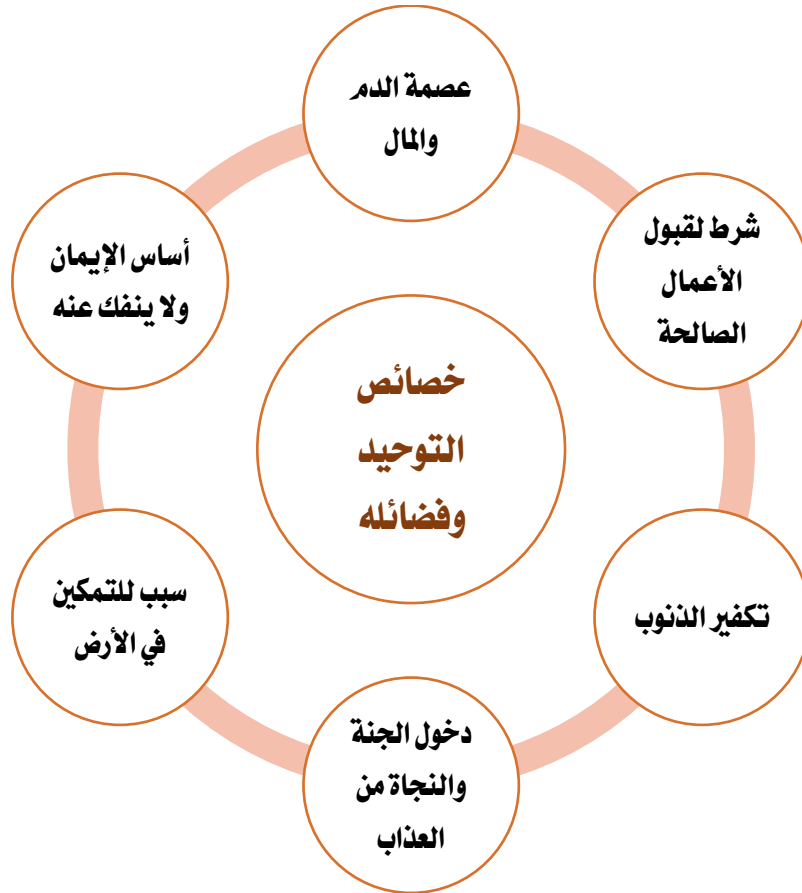 عصمة الدم
والمال
شرط لقبول
الأعمال
الصالحة
تكفير الذنوب
دخول الجنة
والنجاة من
العذاب
سبب للتمكين
في الأرض
أساس الإيمان
ولا ينفك عنه
خصائص
التوحيد
وفضائله